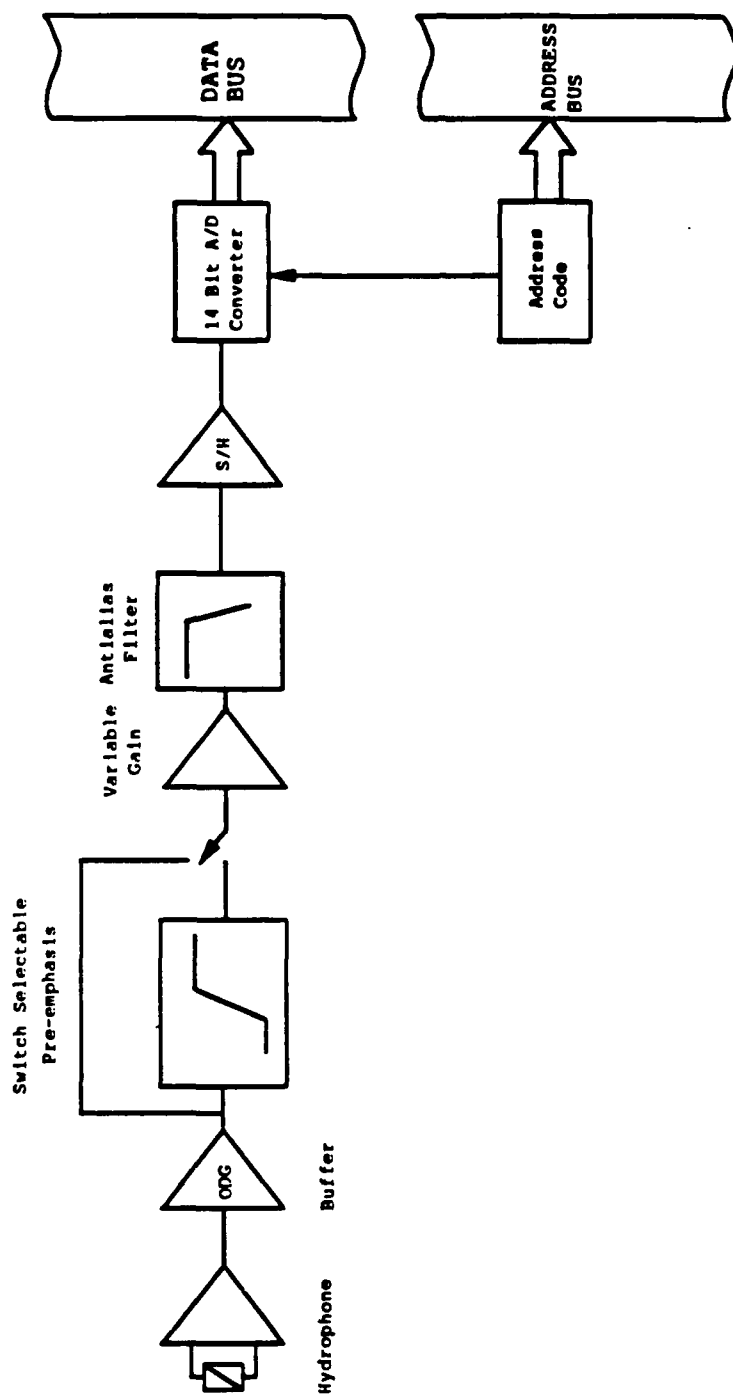 Hydrophone
ODG
Buffer
Switch Selectable
Pre-emphasis
Variable
Gain
Antialias
Filter
S/H
14 Bit A/D
Converter
DATA
BUS
Address
Code
ADDRESS
BUS